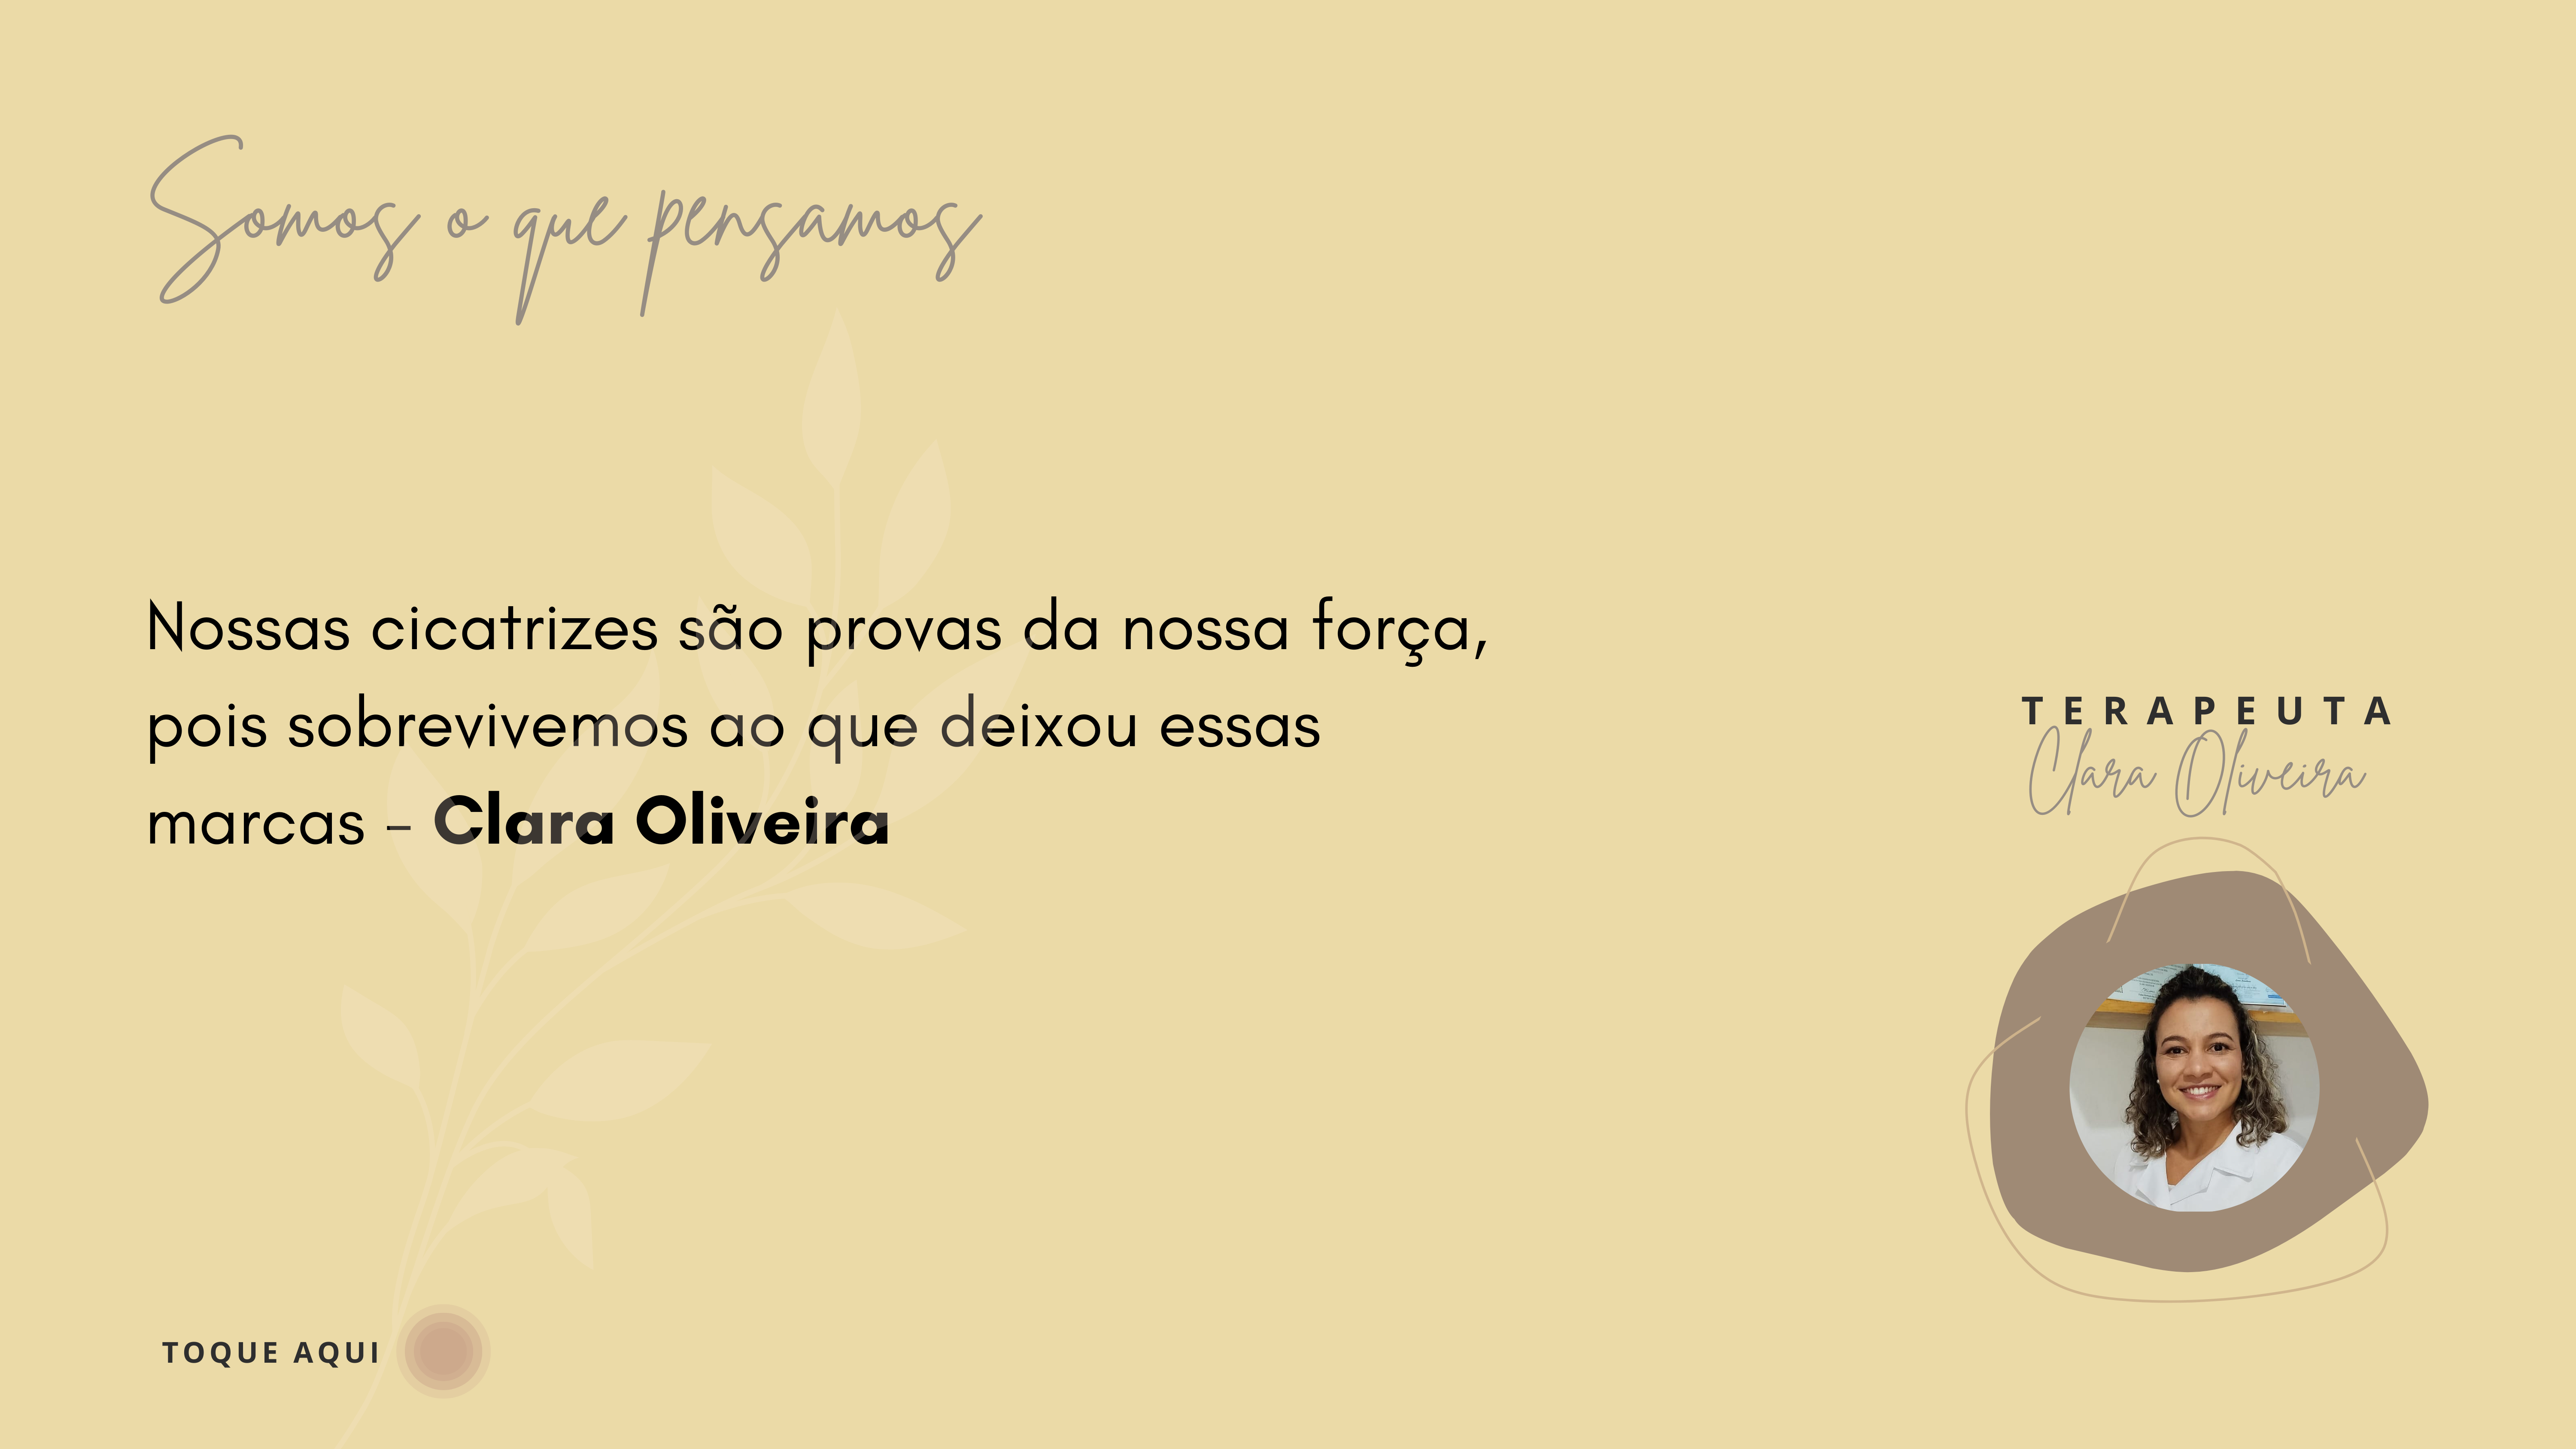 Somos o que pensamos
Nossas cicatrizes são provas da nossa força,
pois sobrevivemos ao que deixou essas
marcas - Clara Oliveira
TERAPEUTA
Clara Oliveira
TOQUE AQUI